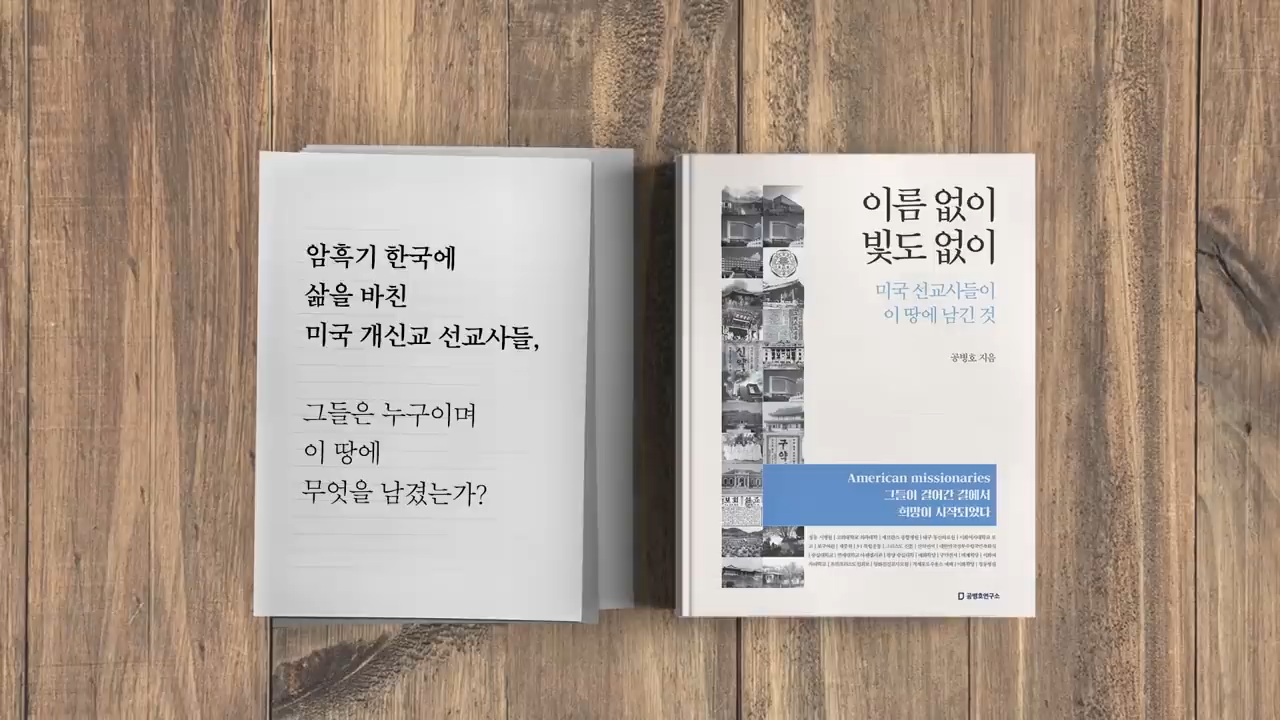 암흑기 한국에
삶을 바친
미국 개신교 선교사들,
그들은 누구이며
이 땅에
무엇을 남겼는가?
이름 없이
빛도 없이
미국 선교사들이
이 땅에 남긴 것
공병호 지음
구약
American missionaries
그들이 걸어간 길에서
희망이 시작되었다
공병호연구소